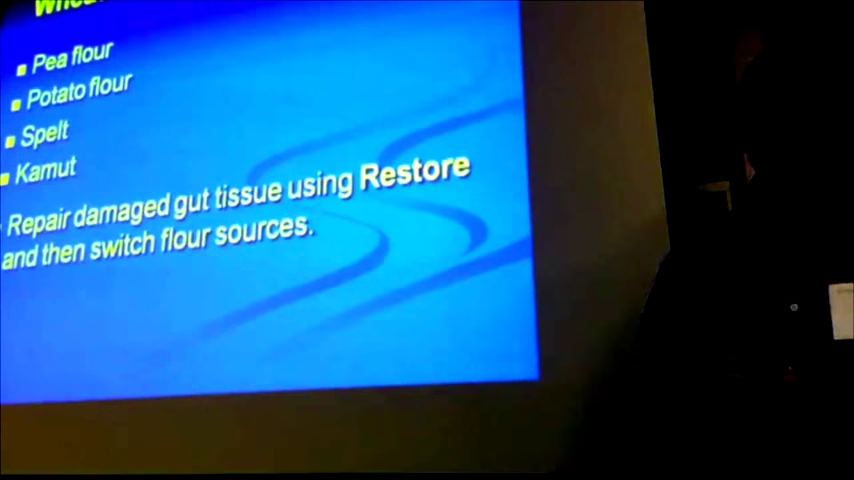 Pea flour
Potato flour
Spelt
Kamut
Repair damaged gut tissue using Restore
and then switch flour sources.